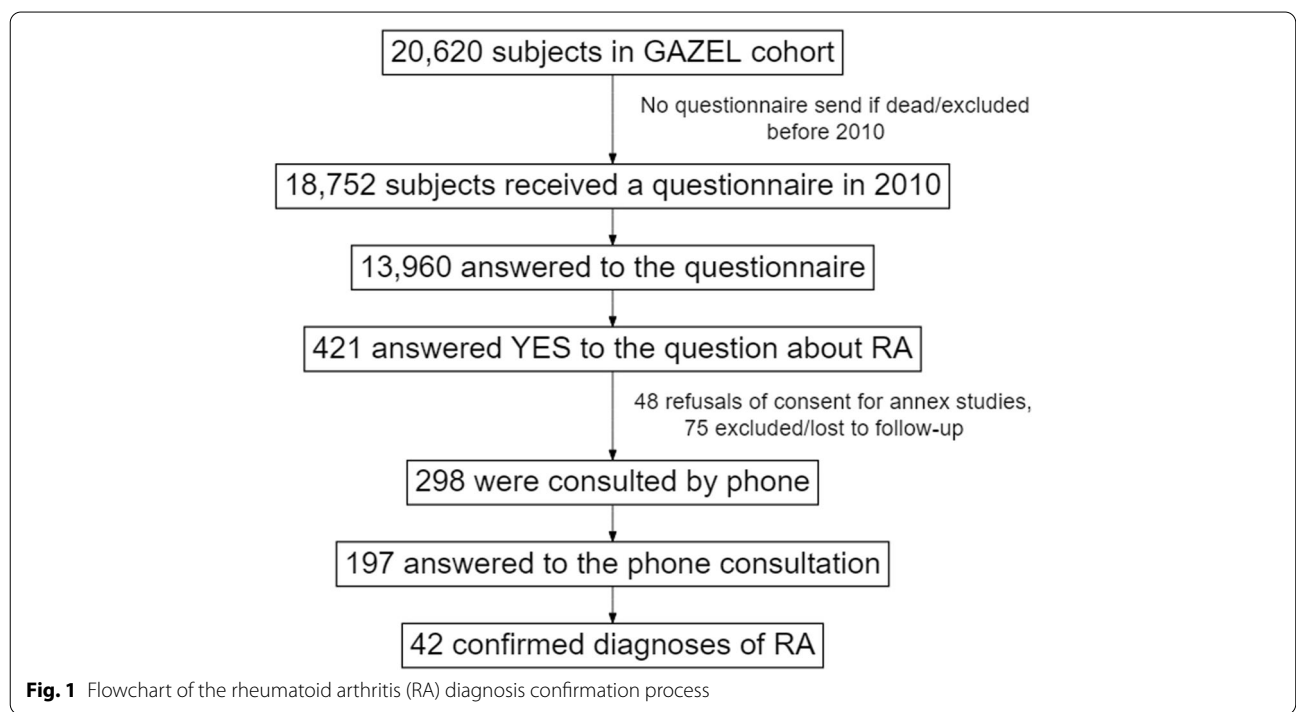 20,620 subjects in GAZEL cohort
No questionnaire send if dead/excluded
before 2010
18,752 subjects received a questionnaire in 2010
13,960 answered to the questionnaire
421 answered YES to the question about RA
48 refusals of consent for annex studies,
75 excluded/lost to follow-up
298 were consulted by phone
197 answered to the phone consultation
42 confirmed diagnoses of RA
Fig. 1 Flowchart of the rheumatoid arthritis (RA) diagnosis confirmation process